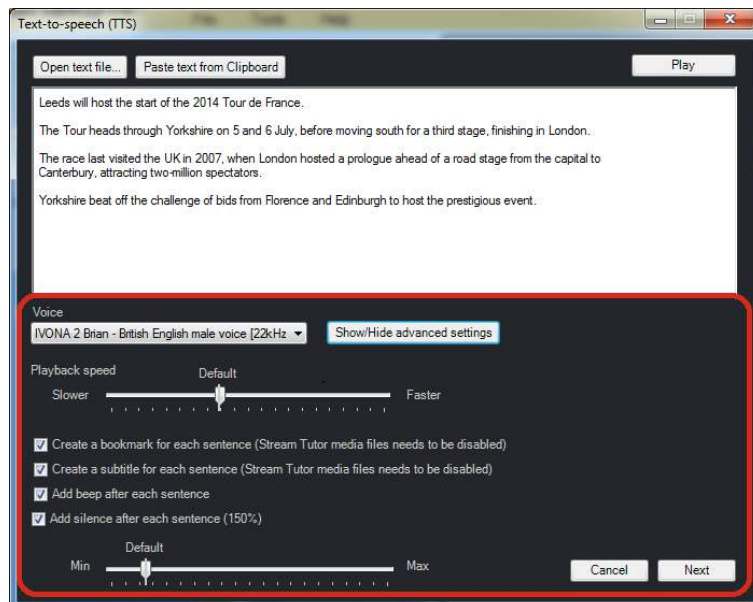 Text-to-speech (TTS)
File Tools Help
Open text file... Paste text from Clipboard Play
Leeds will host the start of the 2014 Tour de France.
The Tour heads through Yorkshire on 5 and 6 July, before moving south for a third stage, finishing in London.
The race last visited the UK in 2007, when London hosted a prologue ahead of a road stage from the capital to
Canterbury, attracting two-million spectators.
Yorkshire beat off the challenge of bids from Florence and Edinburgh to host the prestigious event.
Voice
IVONA 2 Brian - British English male voice [22kHz Show/Hide advanced settings
Playback speed Default
Slower Faster
Create a bookmark for each sentence (Stream Tutor media files needs to be disabled)
Create a subtitle for each sentence (Stream Tutor media files needs to be disabled)
Add beep after each sentence
Add silence after each sentence (150%)
Default
Min Max
Cancel Next